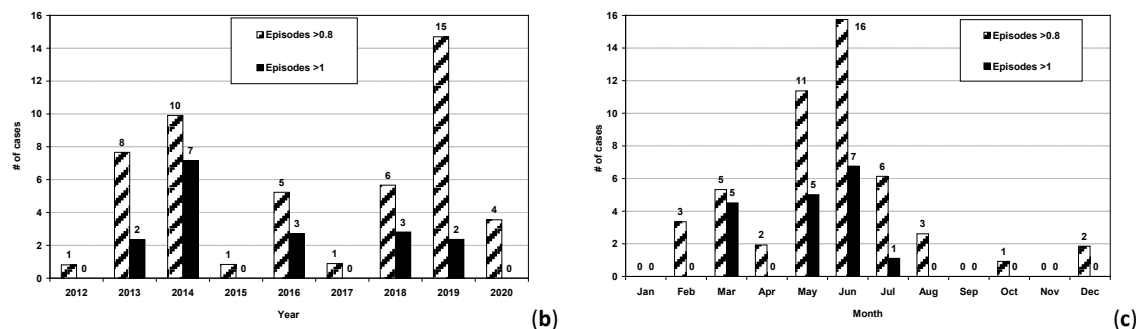 16
14
12
10
8
6
4
2
0
# of cases
Episodes >0.8
Episodes >1
1 0 8 2 10 7 1 0 5 3 1 0 6 3 15 2 4 0
2012 2013 2014 2015 2016 2017 2018 2019 2020
Year
(b)
16
14
12
10
8
6
4
2
0
# of cases
Episodes >0.8
Episodes >1
0 0 3 0 5 5 2 0 11 5 16 7 6 1 3 0 0 0 1 0 0 0 2 0
Jan Feb Mar Apr May Jun Jul Aug Sep Oct Nov Dec
Month
(c)